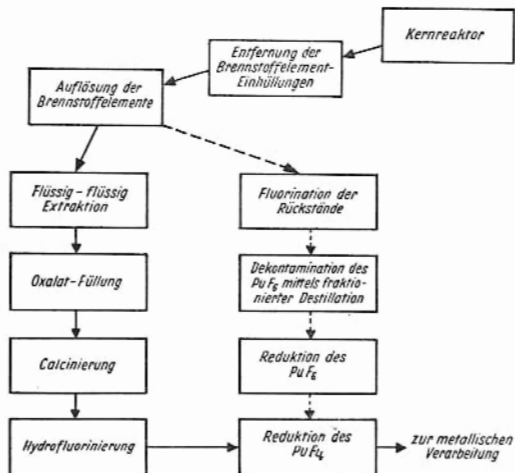 Kernreaktor
Entfernung der
Brennstoffelement-
Einhüllungen
Auflösung der
Brennstoffelemente
Flüssig-flüssig
Extraktion
Oxalat-Füllung
Calcinierung
Hydrofluorinierung
Fluorination der
Rückstände
Dekontamination des
PuF₆ mittels fraktio-
nierter Destillation
Reduktion des
PuF₆
Reduktion des
PuF₄
zur metallischen
Verarbeitung